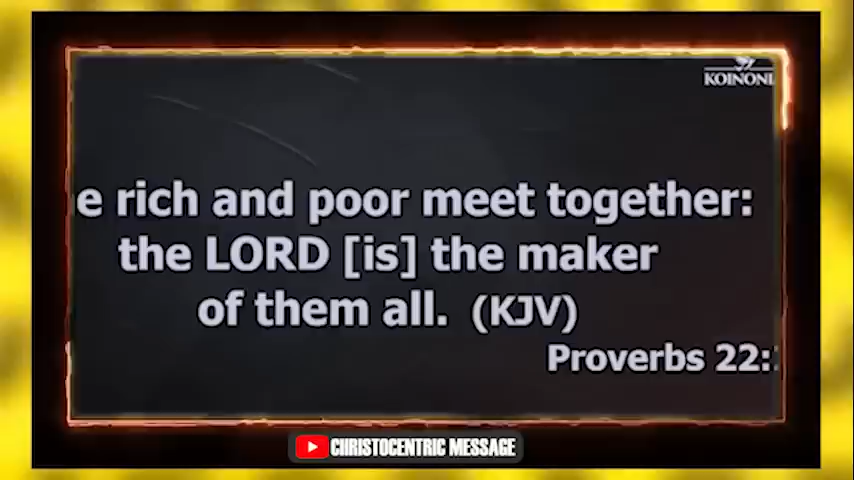 KOINONI
e rich and poor meet together:
the LORD [is] the maker
of them all. (KJV)
Proverbs 22:
CHRISTOCENTRIC MESSAGE